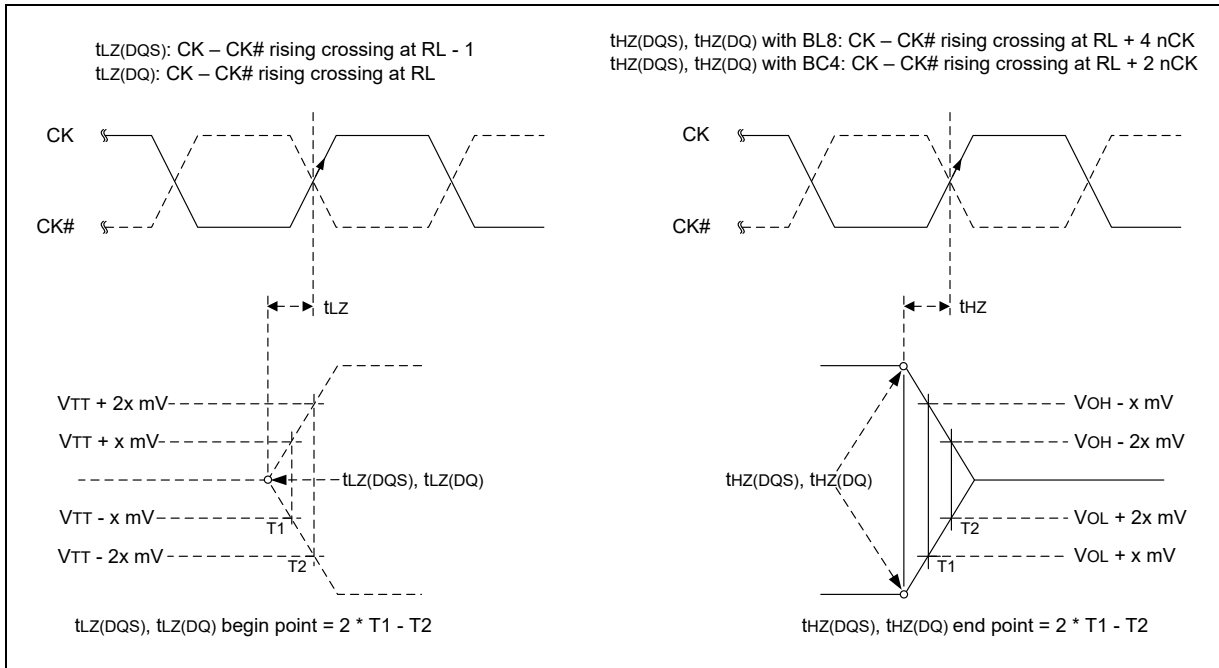 tLZ(DQS): CK – CK# rising crossing at RL - 1
tLZ(DQ): CK – CK# rising crossing at RL
CK
CK#
tLZ
VTT + 2x mV
VTT + x mV
tLZ(DQS), tLZ(DQ)
VTT - x mV
T1
VTT - 2x mV
T2
tLZ(DQS), tLZ(DQ) begin point = 2 * T1 - T2
tHZ(DQS), tHZ(DQ) with BL8: CK – CK# rising crossing at RL + 4 nCK
tHZ(DQS), tHZ(DQ) with BC4: CK – CK# rising crossing at RL + 2 nCK
CK
CK#
tHZ
VOH - x mV
VOH - 2x mV
tHZ(DQS), tHZ(DQ)
VOL + 2x mV
T2
VOL + x mV
T1
tHZ(DQS), tHZ(DQ) end point = 2 * T1 - T2